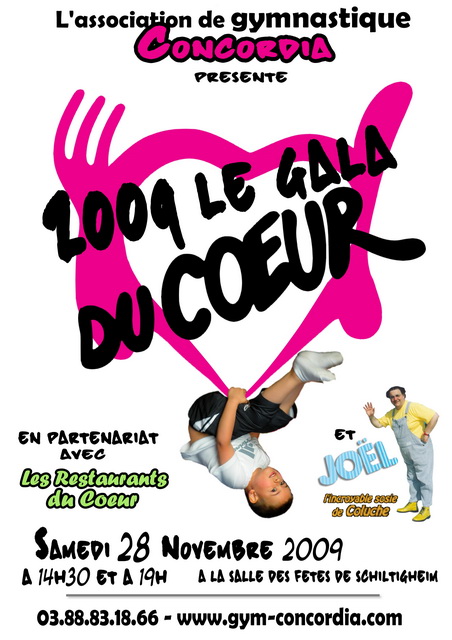 L'association de gymnastique
CONCORDIA
PRESENTE
2009 LE GALA
DU COEUR
EN PARTENARIAT
AVEC
Les Restaurants
du Coeur
ET
JOËL
l'incroyable sosie
de Coluche
SAMEDI 28 NOVEMBRE 2009
A 14H30 ET A 19H A LA SALLE DES FETES DE SCHILTIGHEIM
03.88.83.18.66 - www.gym-concordia.com